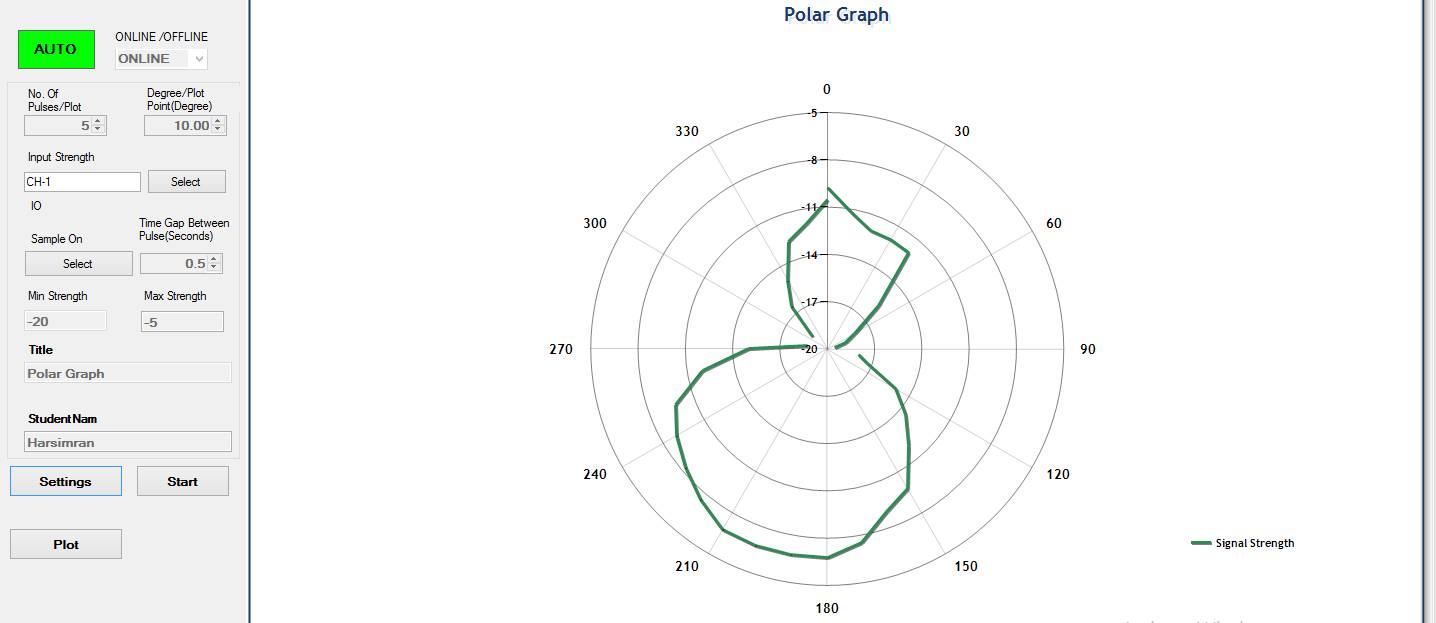 Polar Graph
AUTO
ONLINE /OFFLINE
ONLINE
No. Of
Pulses/Plot
Degree/Plot
Point(Degree)
5
10.00
Input Strength
CH-1
Select
IO
Sample On
Time Gap Between
Pulse(Seconds)
Select
0.5
Min Strength
Max Strength
-20
-5
Title
Polar Graph
StudentNam
Harsimran
Settings
Start
Plot
0
30
60
90
120
150
180
210
240
270
300
330
-5
-8
-11
-14
-17
-20
Signal Strength